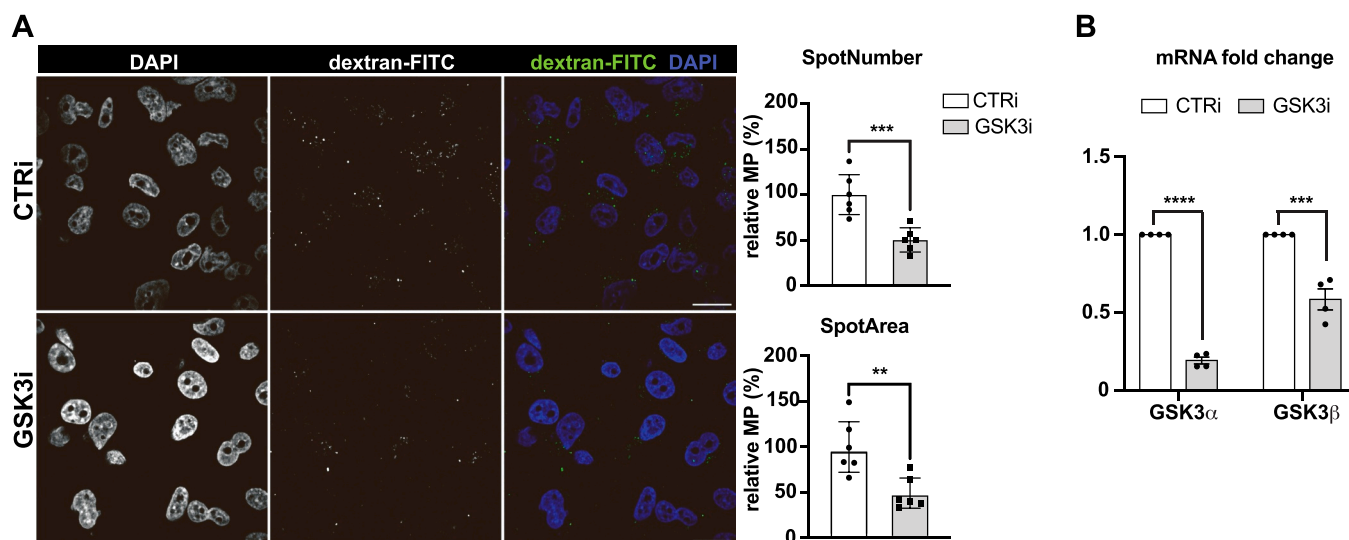 A
DAPI
dextran-FITC
dextran-FITC DAPI
CTRi
GSK3i
SpotNumber
CTRi
GSK3i
relative MP (%)
200
150
100
50
0
***
SpotArea
relative MP (%)
200
150
100
50
0
**
B
mRNA fold change
CTRi
GSK3i
1.5
1.0
0.5
0
****
***
GSK3α
GSK3β